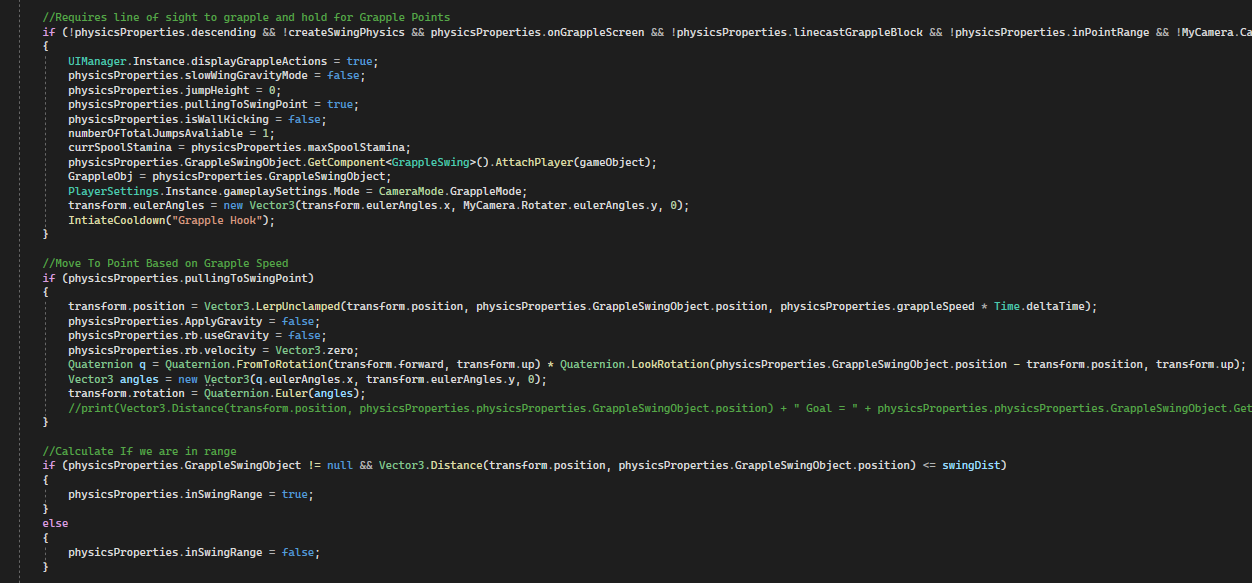 //Requires line of sight to grapple and hold for Grapple Points
if (!physicsProperties.descending && !createSwingPhysics && physicsProperties.onGrappleScreen && !physicsProperties.linecastGrappleBlock && !physicsProperties.inPointRange && !MyCamera.Ca
{
UIManager.Instance.displayGrappleActions = true;
physicsProperties.slowWingGravityMode = false;
physicsProperties.jumpHeight = 0;
physicsProperties.pullingToSwingPoint = true;
physicsProperties.isWallKicking = false;
numberOfTotalJumpsAvaliable = 1;
currSpoolStamina = physicsProperties.maxSpoolStamina;
physicsProperties.GrappleSwingObject.GetComponent<GrappleSwing>().AttachPlayer(gameObject);
GrappleObj = physicsProperties.GrappleSwingObject;
PlayerSettings.Instance.gameplaySettings.Mode = CameraMode.GrappleMode;
transform.eulerAngles = new Vector3(transform.eulerAngles.x, MyCamera.Rotater.eulerAngles.y, 0);
IntiateCooldown("Grapple Hook");
}
//Move To Point Based on Grapple Speed
if (physicsProperties.pullingToSwingPoint)
{
transform.position = Vector3.LerpUnclamped(transform.position, physicsProperties.GrappleSwingObject.position, physicsProperties.grappleSpeed * Time.deltaTime);
physicsProperties.ApplyGravity = false;
physicsProperties.rb.useGravity = false;
physicsProperties.rb.velocity = Vector3.zero;
Quaternion q = Quaternion.FromToRotation(transform.forward, transform.up) * Quaternion.LookRotation(physicsProperties.GrappleSwingObject.position - transform.position, transform.up);
Vector3 angles = new Vector3(q.eulerAngles.x, transform.eulerAngles.y, 0);
transform.rotation = Quaternion.Euler(angles);
//print(Vector3.Distance(transform.position, physicsProperties.physicsProperties.GrappleSwingObject.position) + " Goal = " + physicsProperties.physicsProperties.GrappleSwingObject.Get
}
//Calculate If we are in range
if (physicsProperties.GrappleSwingObject != null && Vector3.Distance(transform.position, physicsProperties.GrappleSwingObject.position) <= swingDist)
{
physicsProperties.inSwingRange = true;
}
else
{
physicsProperties.inSwingRange = false;
}